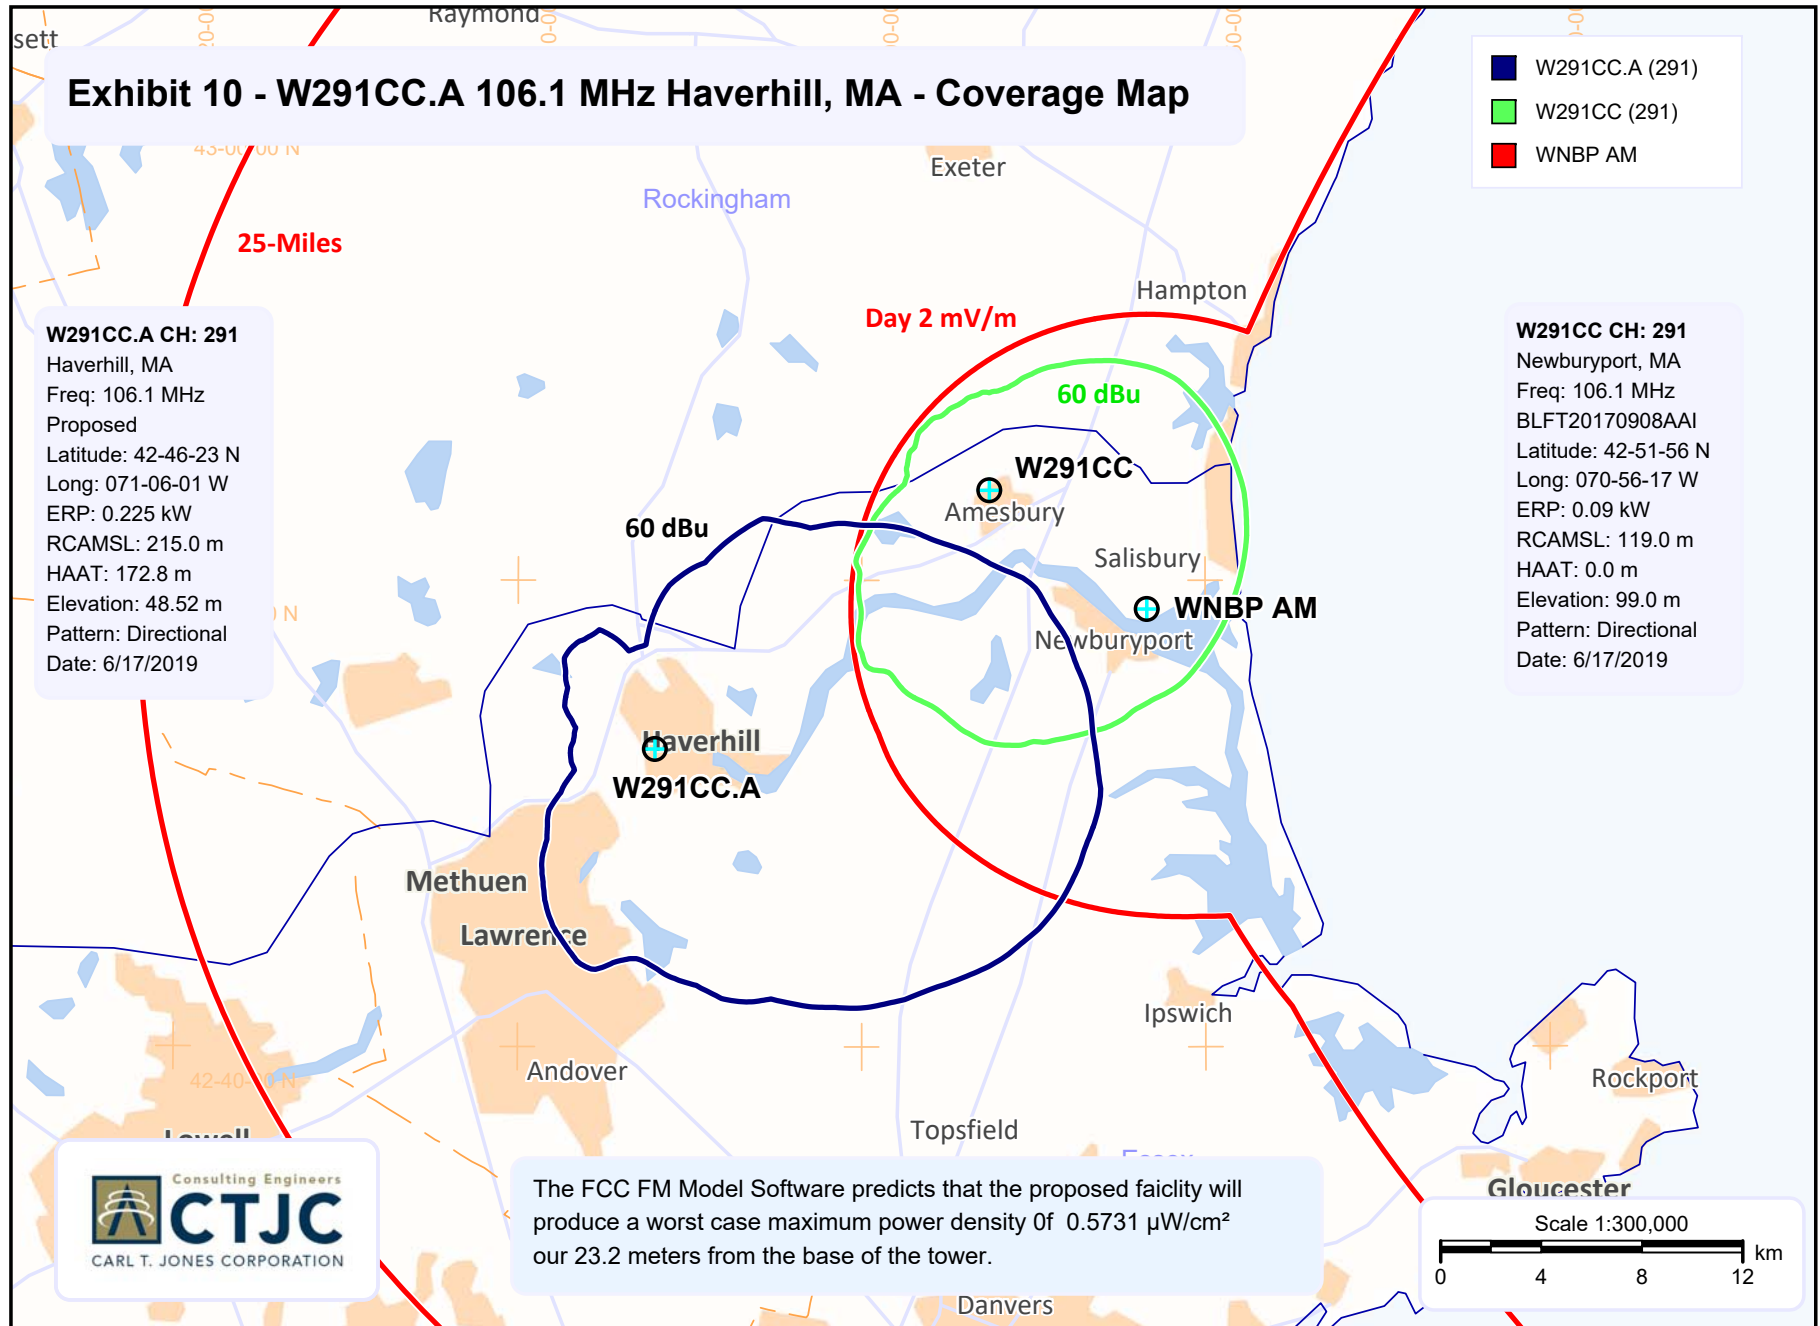 Raymond
sett
Exhibit 10 - W291CC.A 106.1 MHz Haverhill, MA - Coverage Map
W291CC.A (291)
W291CC (291)
WNBP AM
Exeter
Rockingham
25-Miles
Hampton
Day 2 mV/m
W291CC.A CH: 291
Haverhill, MA
Freq: 106.1 MHz
Proposed
Latitude: 42-46-23 N
Long: 071-06-01 W
ERP: 0.225 kW
RCAMSL: 215.0 m
HAAT: 172.8 m
Elevation: 48.52 m
Pattern: Directional
Date: 6/17/2019
W291CC CH: 291
Newburyport, MA
Freq: 106.1 MHz
BLFT20170908AAI
Latitude: 42-51-56 N
Long: 070-56-17 W
ERP: 0.09 kW
RCAMSL: 119.0 m
HAAT: 0.0 m
Elevation: 99.0 m
Pattern: Directional
Date: 6/17/2019
60 dBu
W291CC
Amesbury
60 dBu
Salisbury
WNBP AM
Newburyport
Haverhill
W291CC.A
Methuen
Lawrence
Ipswich
Andover
Rockport
Topsfield
Lowell
Essex
Gloucester
Consulting Engineers
CTJC
CARL T. JONES CORPORATION
The FCC FM Model Software predicts that the proposed faiclity will
produce a worst case maximum power density 0f 0.5731 µW/cm²
our 23.2 meters from the base of the tower.
Scale 1:300,000
km
0 4 8 12
Danvers